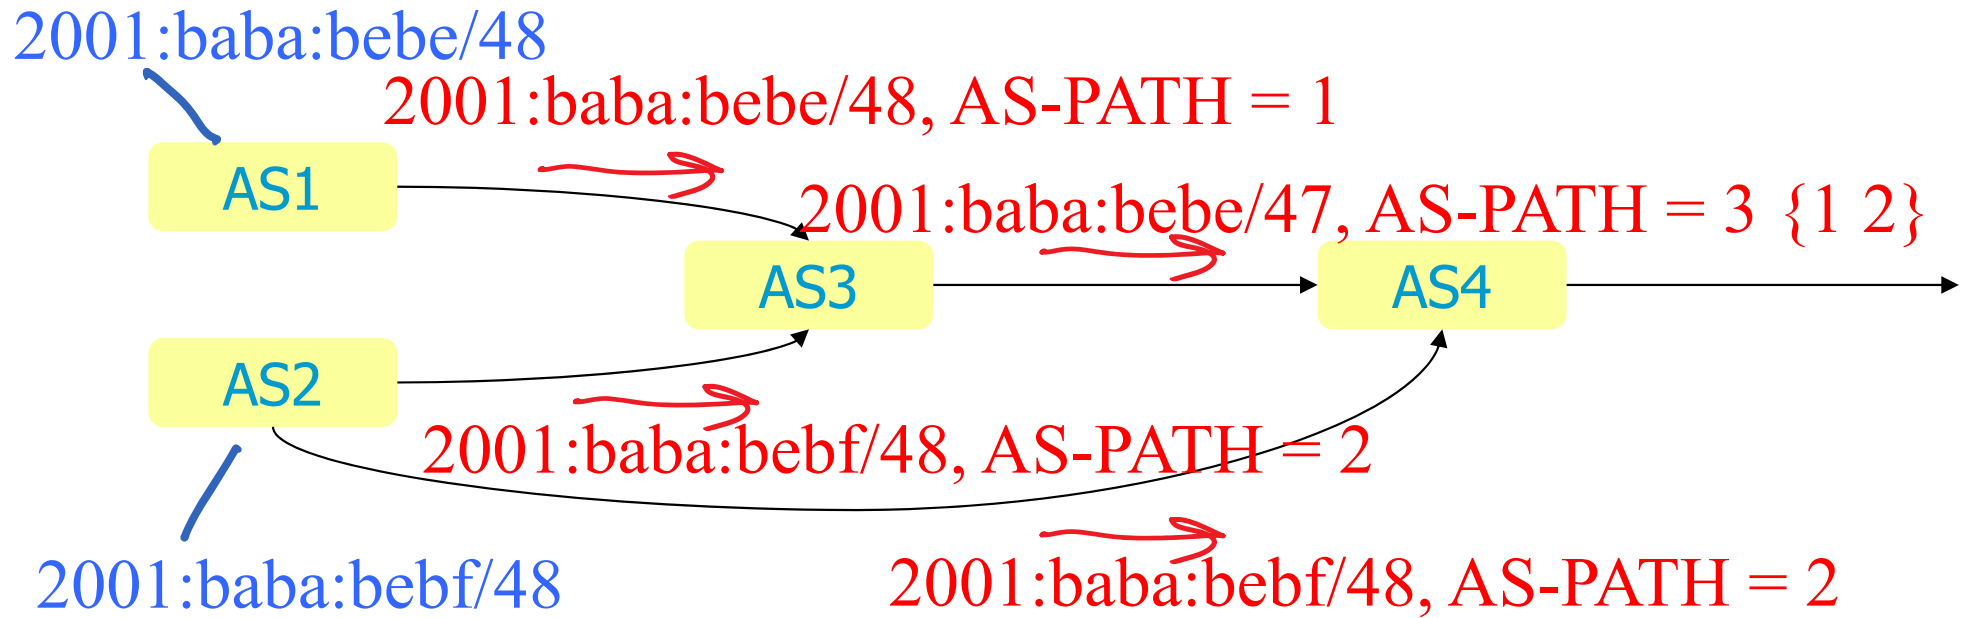 2001:baba:bebe/48
2001:baba:bebe/48, AS-PATH = 1
AS1
2001:baba:bebe/47, AS-PATH = 3 {1 2}
AS3
AS4
AS2
2001:baba:bebf/48, AS-PATH = 2
2001:baba:bebf/48
2001:baba:bebf/48, AS-PATH = 2